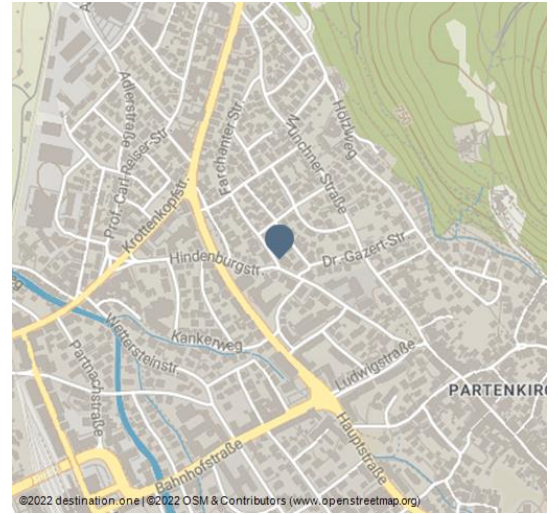 Adlerstraße
Prof.-Carl-Reiser-Str.
Farchanter Str.
Münchner Straße
Hölzlweg
Krottenkopfstr.
Hindenburgstr.
Dr.-Gazert-Str.
Kankerweg
Wettersteinstr.
Partnachstraße
Ludwigstraße
PARTENKIRC
Hauptstraße
Bahnhofstraße
©2022 destination.one | ©2022 OSM & Contributors (www.openstreetmap.org)